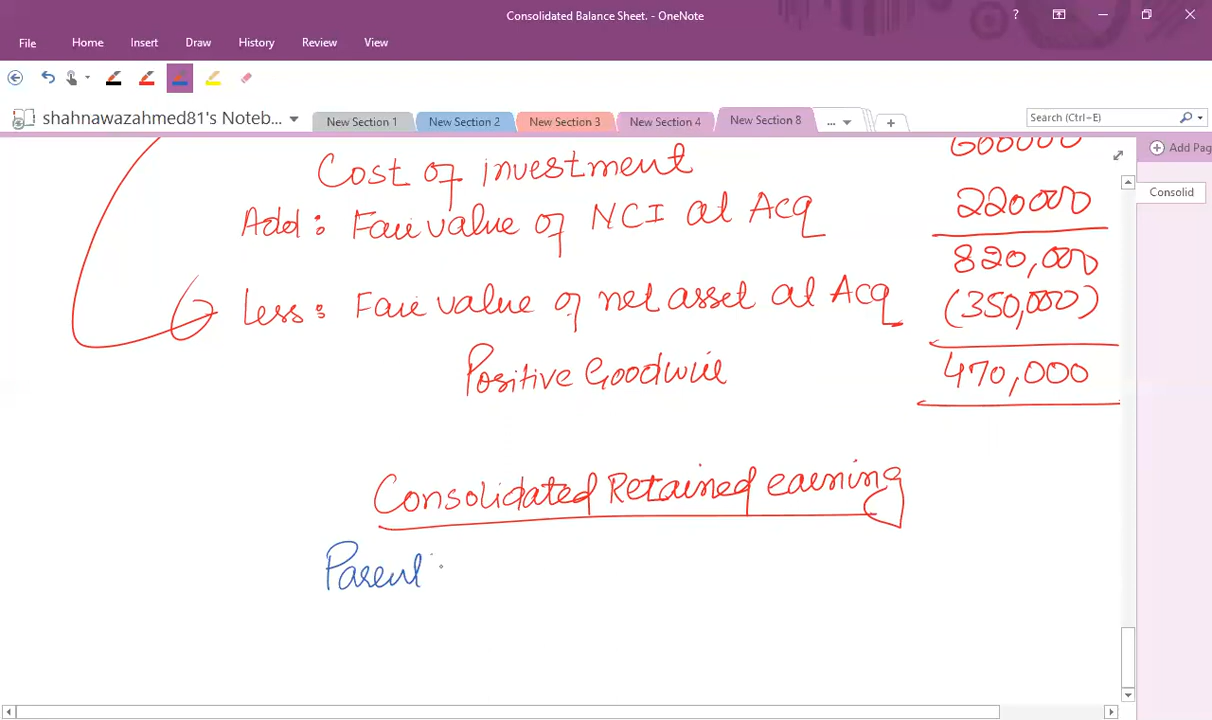 Consolidated Balance Sheet. - OneNote
?
File Home Insert Draw History Review View
shahnawazahmed81's Noteb... New Section 1 New Section 2 New Section 3 New Section 4 New Section 8 ... + Search (Ctrl+E)
+ Add Pag
Consolid
Cost of investment 600000
Add: Fair value of NCI at Acq 220000
820,000
Less: Fair value of net asset at Acq (350,000)
Positive Goodwill 470,000
Consolidated Retained earning
Parent :